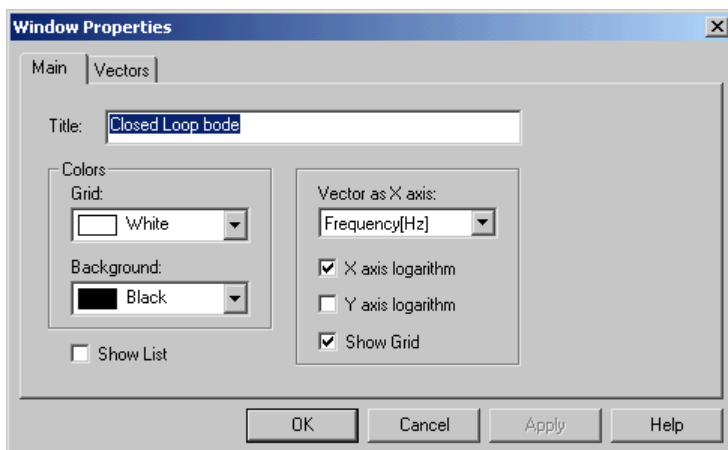 Window Properties
Main Vectors
Title: Closed Loop bode
Colors
Grid:
White
Background:
Black
Show List
Vector as X axis:
Frequency[Hz]
X axis logarithm
Y axis logarithm
Show Grid
OK Cancel Apply Help